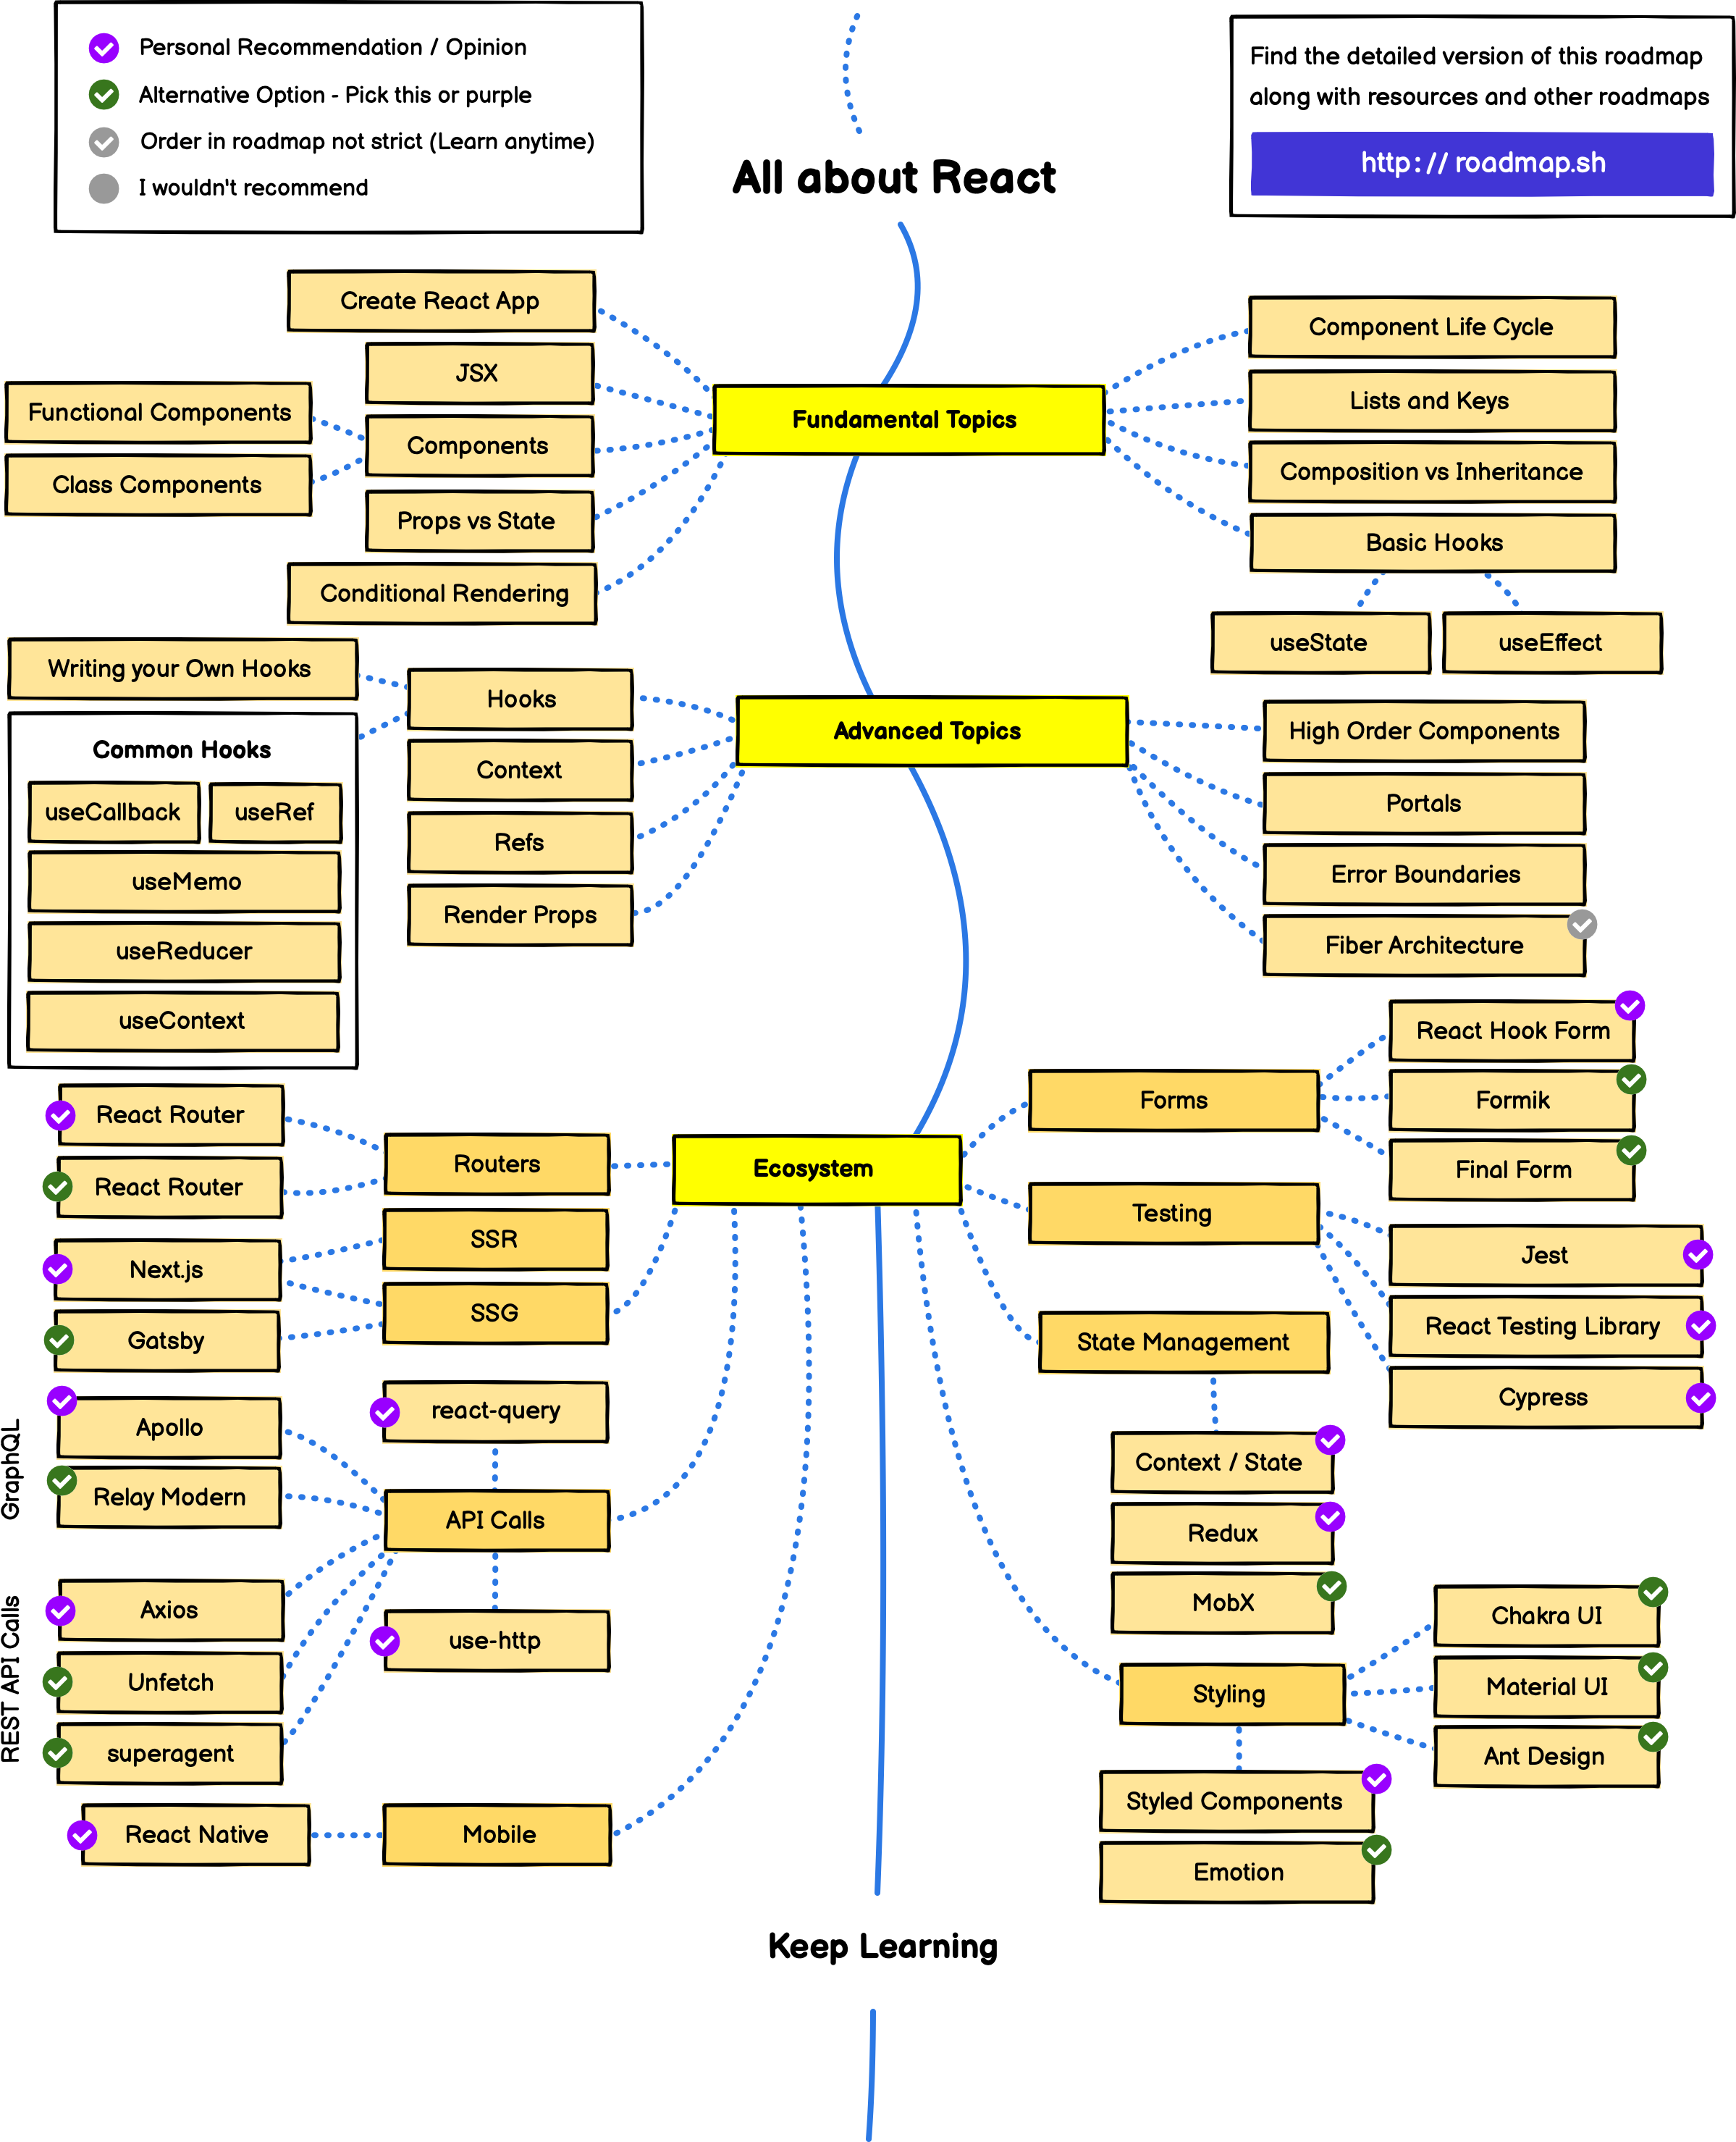 Personal Recommendation / Opinion
Alternative Option - Pick this or purple
Order in roadmap not strict (Learn anytime)
I wouldn't recommend
Find the detailed version of this roadmap
along with resources and other roadmaps
http://roadmap.sh
All about React
Create React App
JSX
Functional Components
Components
Class Components
Props vs State
Conditional Rendering
Fundamental Topics
Component Life Cycle
Lists and Keys
Composition vs Inheritance
Basic Hooks
useState
useEffect
Writing your Own Hooks
Hooks
Common Hooks
useCallback
useRef
useMemo
useReducer
useContext
Context
Refs
Render Props
Advanced Topics
High Order Components
Portals
Error Boundaries
Fiber Architecture
React Router
React Router
Routers
Ecosystem
SSR
Next.js
SSG
Gatsby
react-query
GraphQL
Apollo
Relay Modern
API Calls
REST API Calls
Axios
Unfetch
superagent
use-http
React Native
Mobile
Forms
React Hook Form
Formik
Final Form
Testing
Jest
React Testing Library
Cypress
State Management
Context / State
Redux
MobX
Styling
Chakra UI
Material UI
Ant Design
Styled Components
Emotion
Keep Learning